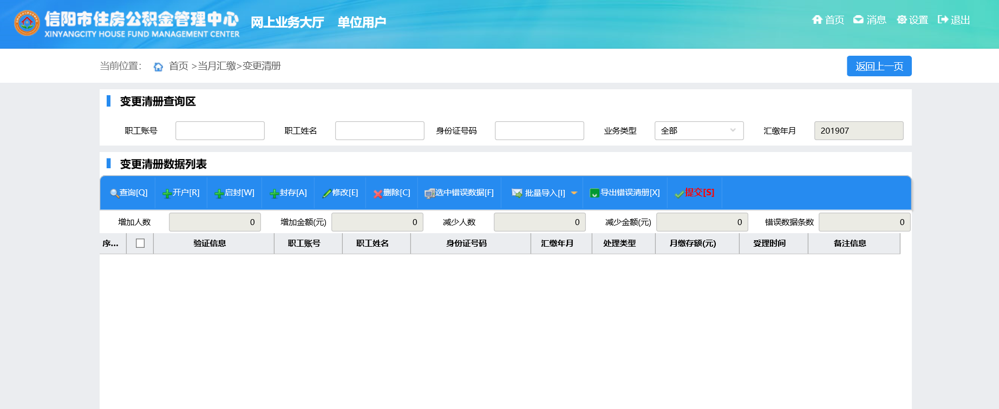 信阳市住房公积金管理中心 网上业务大厅 单位用户
XINYANGCITY HOUSE FUND MANAGEMENT CENTER
首页 消息 设置 退出
当前位置: 首页 >当月汇缴>变更清册
返回上一页
变更清册查询区
职工账号 职工姓名 身份证号码 业务类型 全部 汇缴年月 201907
变更清册数据列表
查询[Q] 开户[R] 启封[W] 封存[A] 修改[E] 删除[C] 选中错误数据[F] 批量导入[I] 导出错误清册[X] 提交[S]
增加人数 0 增加金额(元) 0 减少人数 0 减少金额(元) 0 错误数据条数 0
序... 验证信息 职工账号 职工姓名 身份证号码 汇缴年月 处理类型 月缴存额(元) 受理时间 备注信息